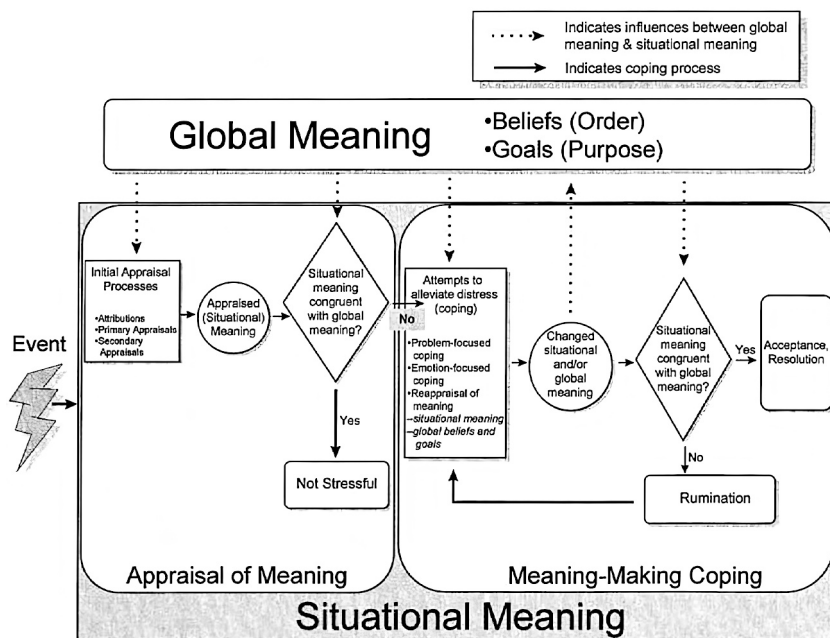 Indicates influences between global
meaning & situational meaning
Indicates coping process
Global Meaning
•Beliefs (Order)
•Goals (Purpose)
Event
Initial Appraisal
Processes
•Attributions
•Primary Appraisals
•Secondary
Appraisals
Appraised
(Situational)
Meaning
Situational
meaning
congruent
with global
meaning?
No
Yes
Not Stressful
Appraisal of Meaning
Attempts to
alleviate distress
(coping)
•Problem-focused
coping
•Emotion-focused
coping
•Reappraisal of
meaning
–situational meaning
–global beliefs and
goals
Changed
situational
and/or
global
meaning
Situational
meaning
congruent
with global
meaning?
Yes
Acceptance,
Resolution
No
Rumination
Meaning-Making Coping
Situational Meaning